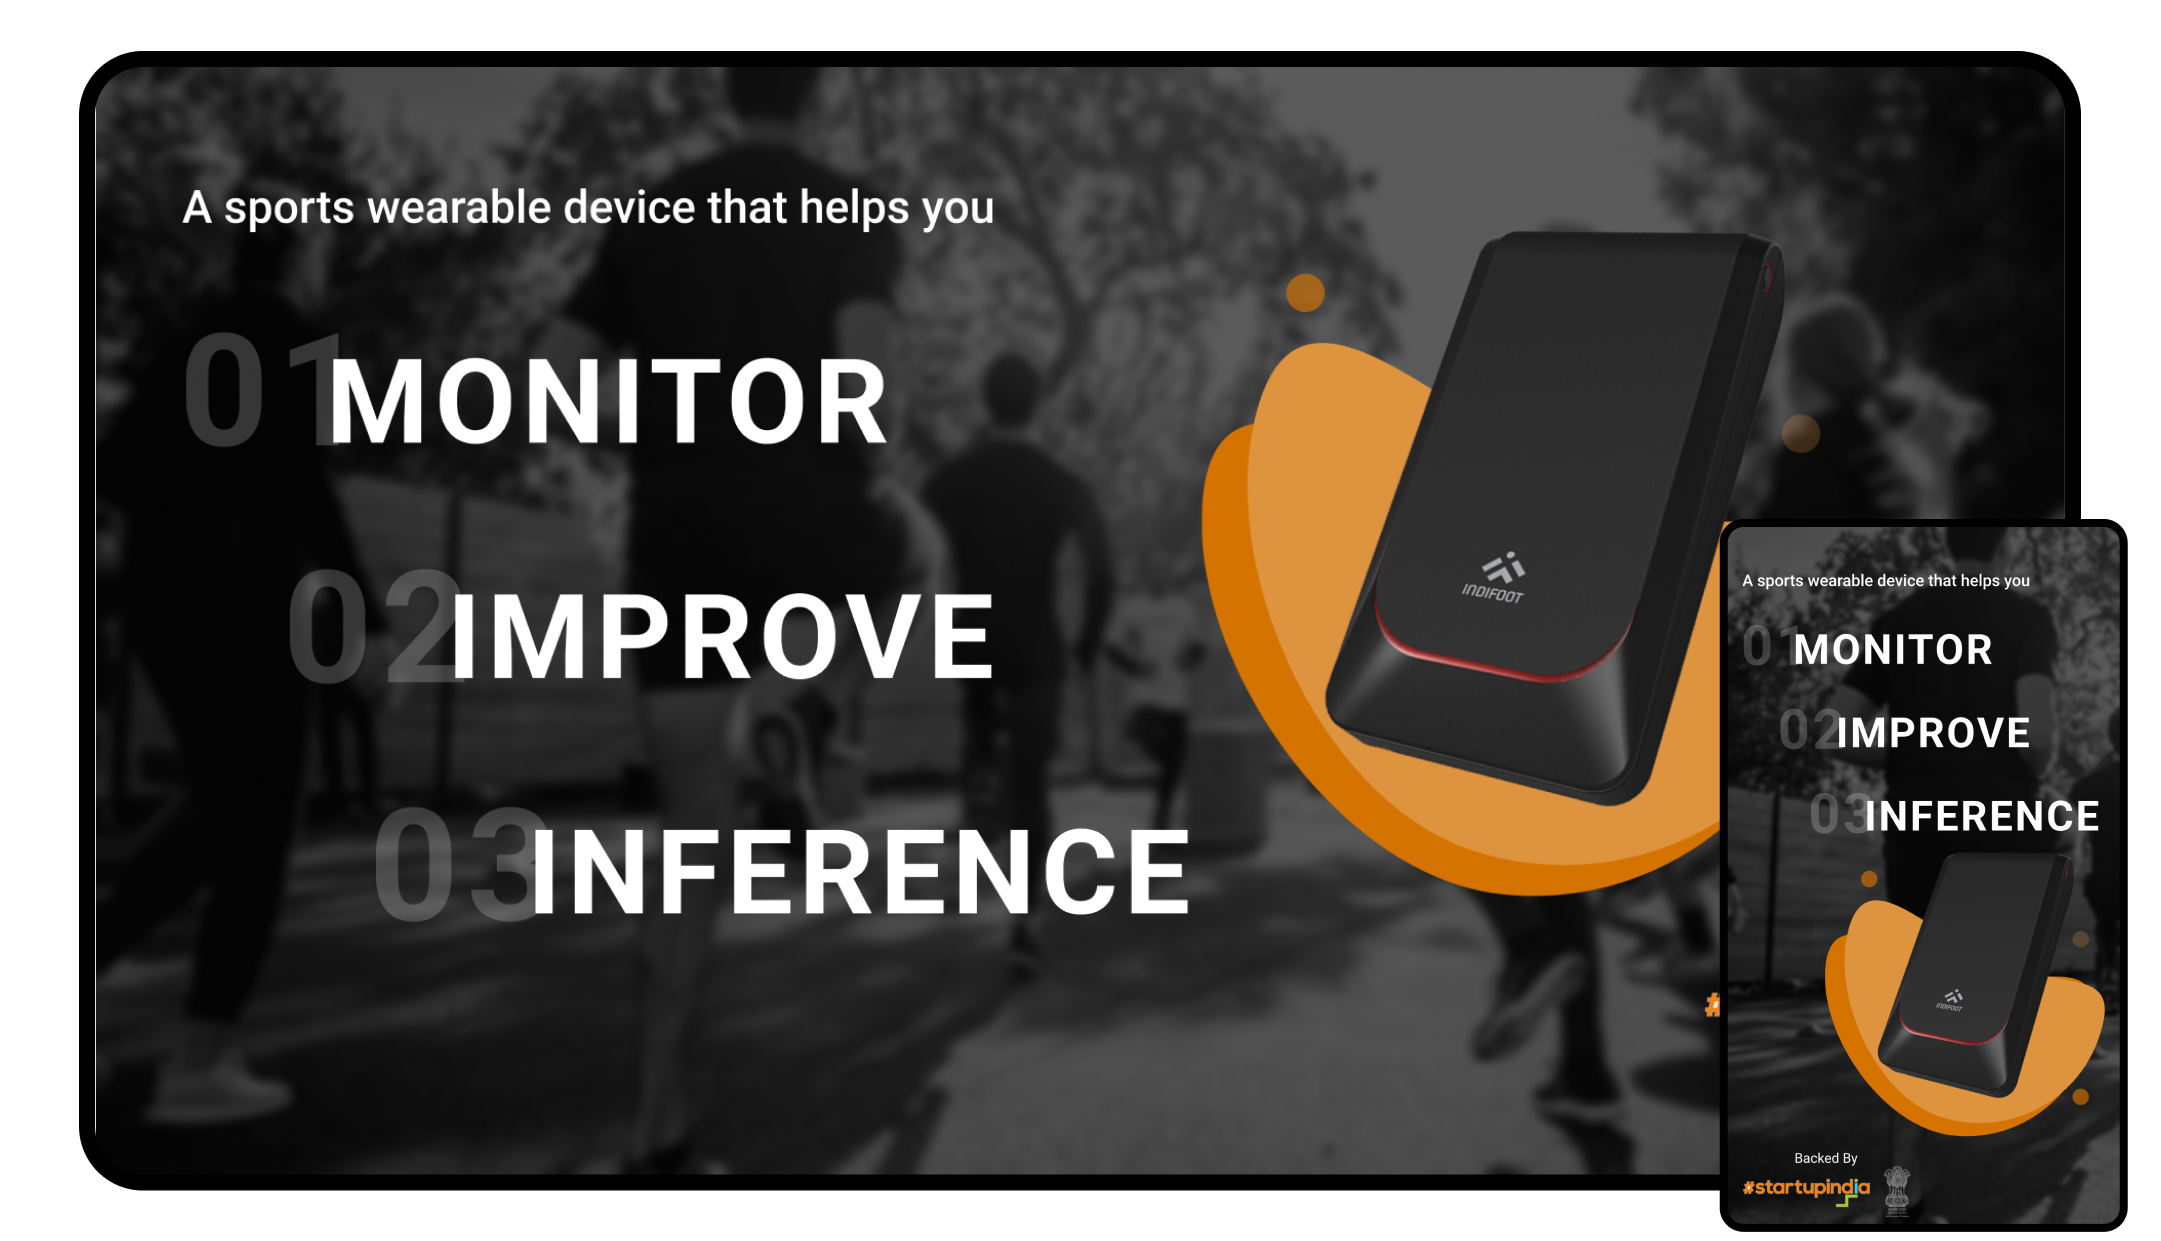 A sports wearable device that helps you
01 MONITOR
02 IMPROVE
03 INFERENCE
INDIFOOT
#
A sports wearable device that helps you
01 MONITOR
02 IMPROVE
03 INFERENCE
INDIFOOT
Backed By
#startupindia